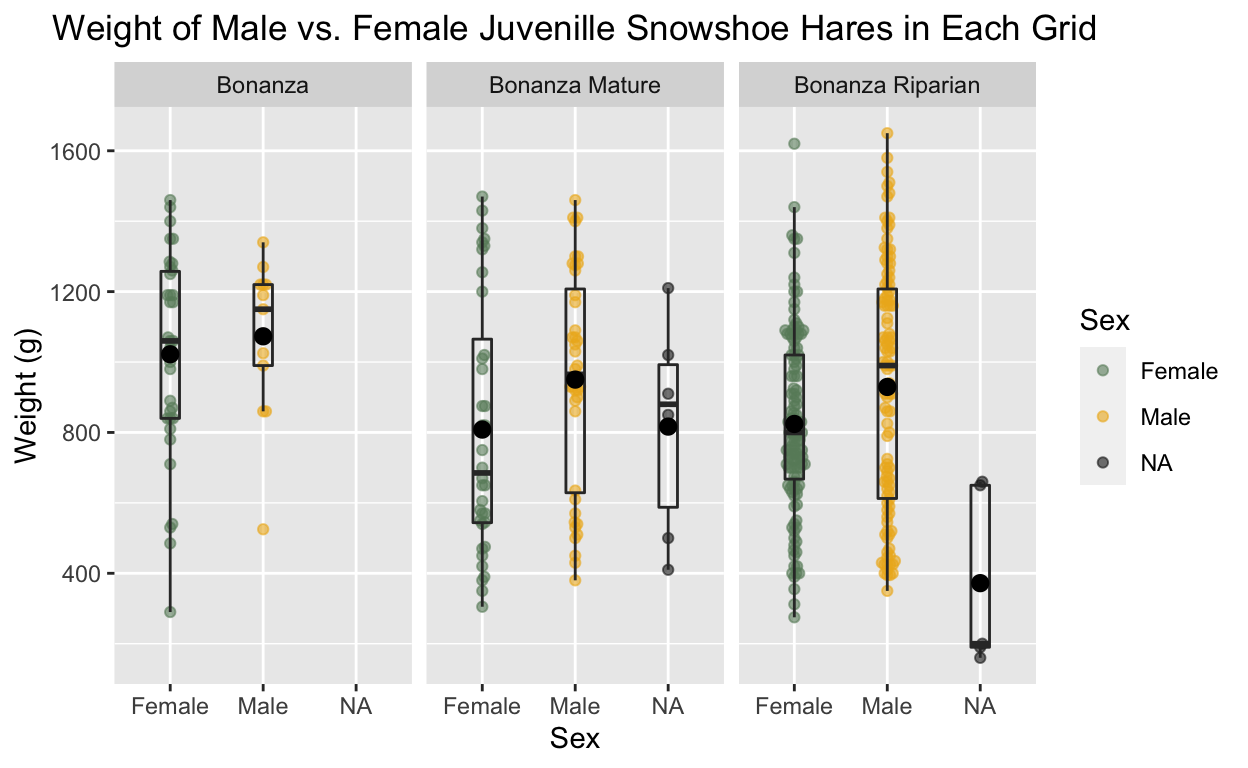 Weight of Male vs. Female Juvenille Snowshoe Hares in Each Grid
Bonanza
Bonanza Mature
Bonanza Riparian
1600
1200
800
400
Weight (g)
Female Male NA
Female Male NA
Female Male NA
Sex
Sex
Female
Male
NA